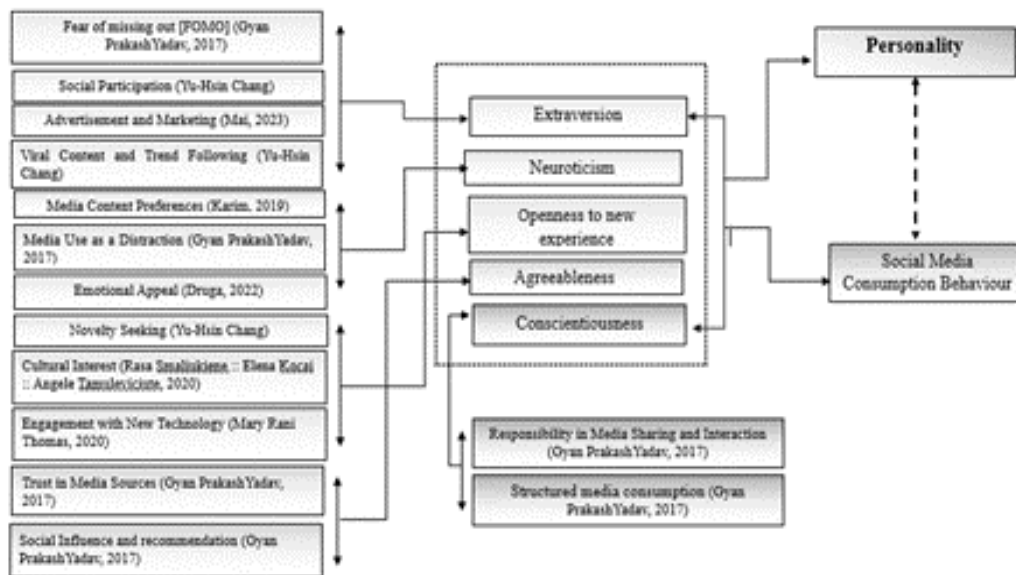 Fear of missing out [FOMO] (Gyan
PrakashYadav, 2017)
Social Participation (Yu-Hsin Chang)
Advertisement and Marketing (Mai, 2023)
Viral Content and Trend Following (Yu-Hsin
Chang)
Media Content Preferences (Karim, 2019)
Media Use as a Distraction (Gyan PrakashYadav,
2017)
Emotional Appeal (Druga, 2022)
Novelty Seeking (Yu-Hsin Chang)
Cultural Interest (Rasa Smaliukiene, :: Elena Kocai
:: Angele Tamuleviciute, 2020)
Engagement with New Technology (Mary Rani
Thomas, 2020)
Trust in Media Sources (Gyan PrakashYadav,
2017)
Social Influence and recommendation (Gyan
PrakashYadav, 2017)
Extraversion
Neuroticism
Openness to new
experience
Agreeableness
Conscientiousness
Responsibility in Media Sharing and Interaction
(Gyan PrakashYadav, 2017)
Structured media consumption (Gyan
PrakashYadav, 2017)
Personality
Social Media
Consumption Behaviour